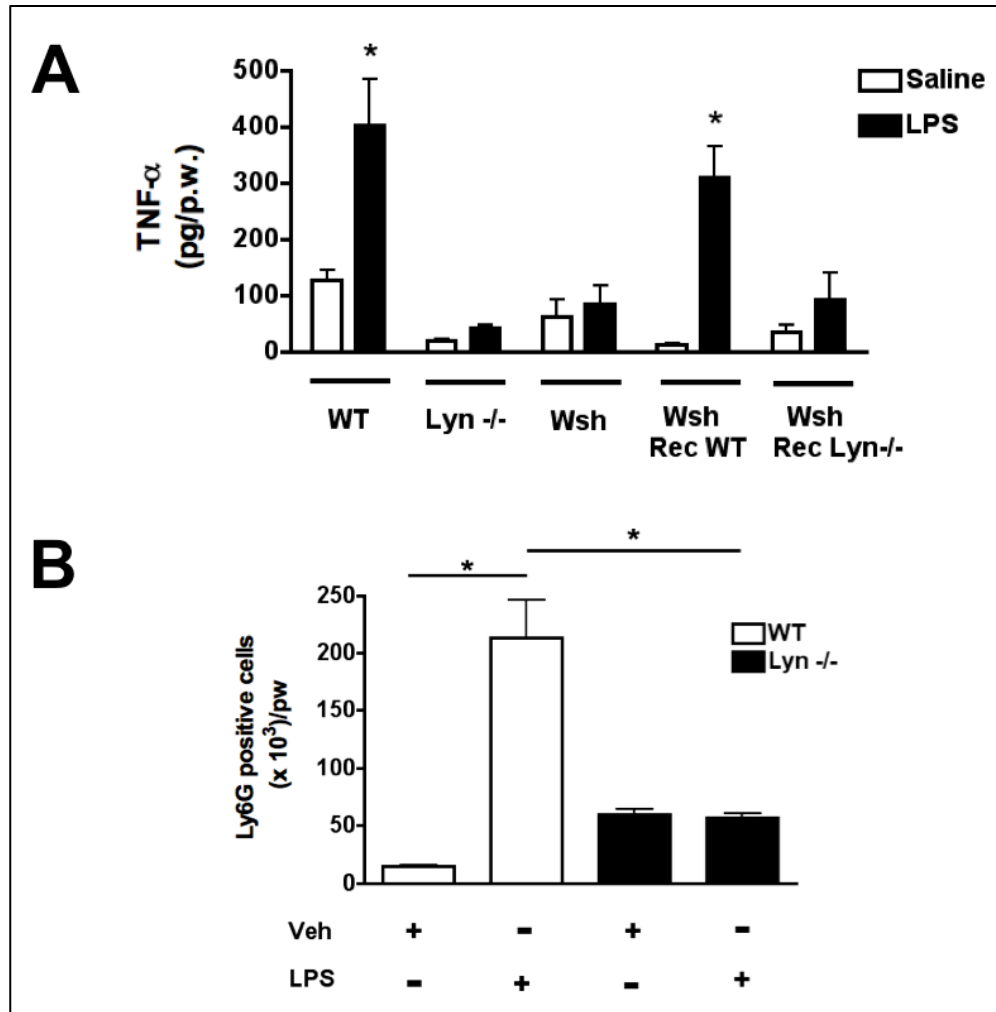 A
*
500
400
300
200
100
0
TNF-α
(pg/p.w.)
*
Saline
LPS
WT
Lyn -/-
Wsh
Wsh
Rec WT
Wsh
Rec Lyn-/-
B
*
*
250
200
150
100
50
0
Ly6G positive cells
(x 10³)/pw
WT
Lyn -/-
Veh + - + -
LPS - + - +